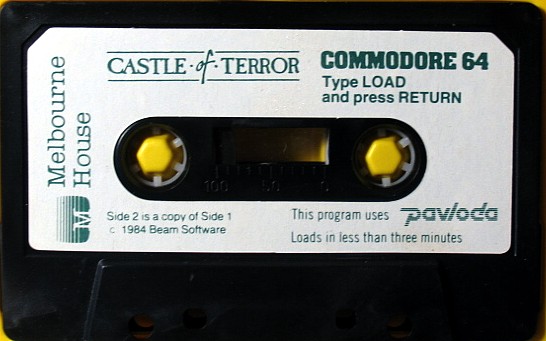 Melbourne
House
CASTLE·of·TERROR
COMMODORE 64
Type LOAD
and press RETURN
100 50 0
Side 2 is a copy of Side 1
c 1984 Beam Software
This program uses pavloda
Loads in less than three minutes
M